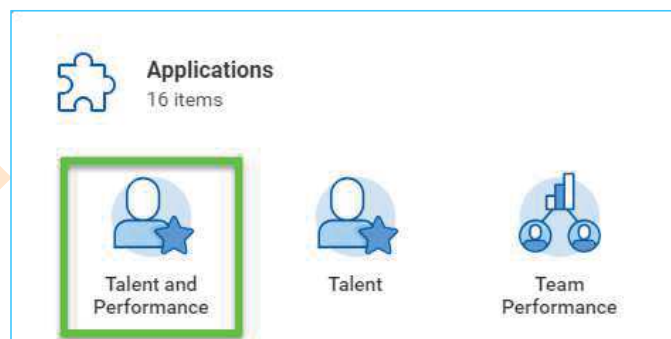 Applications
16 items
Talent and
Performance
Talent
Team
Performance